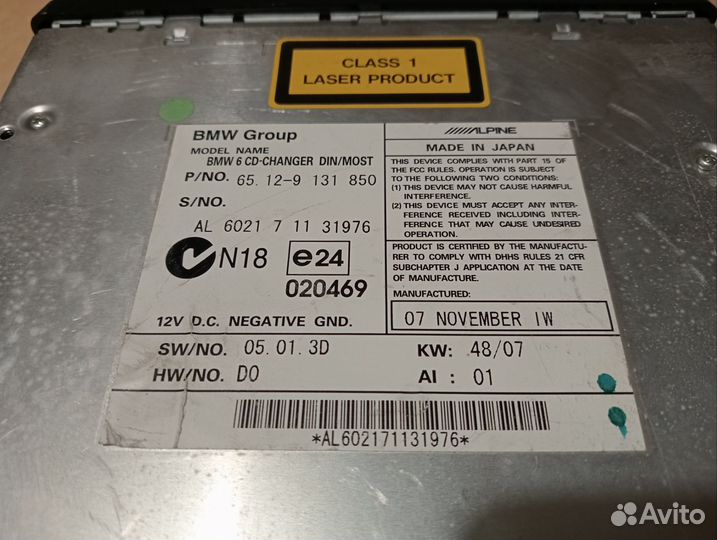 CLASS 1
LASER PRODUCT
BMW Group
MODEL NAME
BMW 6 CD-CHANGER DIN/MOST
P/NO. 65.12-9 131 850
S/NO.
AL 6021 7 11 31976
N18 e24
020469
12V D.C. NEGATIVE GND.
ALPINE
MADE IN JAPAN
THIS DEVICE COMPLIES WITH PART 15 OF
THE FCC RULES. OPERATION IS SUBJECT
TO THE FOLLOWING TWO CONDITIONS:
(1) THIS DEVICE MAY NOT CAUSE HARMFUL
INTERFERENCE.
(2) THIS DEVICE MUST ACCEPT ANY INTER-
FERENCE RECEIVED INCLUDING INTER-
FERENCE THAT MAY CAUSE UNDESIRED
OPERATION.
PRODUCT IS CERTIFIED BY THE MANUFACTU-
RER TO COMPLY WITH DHHS RULES 21 CFR
SUBCHAPTER J APPLICATION AT THE DATE
OF MANUFACTURE.
MANUFACTURED:
07 NOVEMBER IW
SW/NO. 05.01.3D
KW: 48/07
HW/NO. D0
AI : 01
*AL602171131976*
Avito